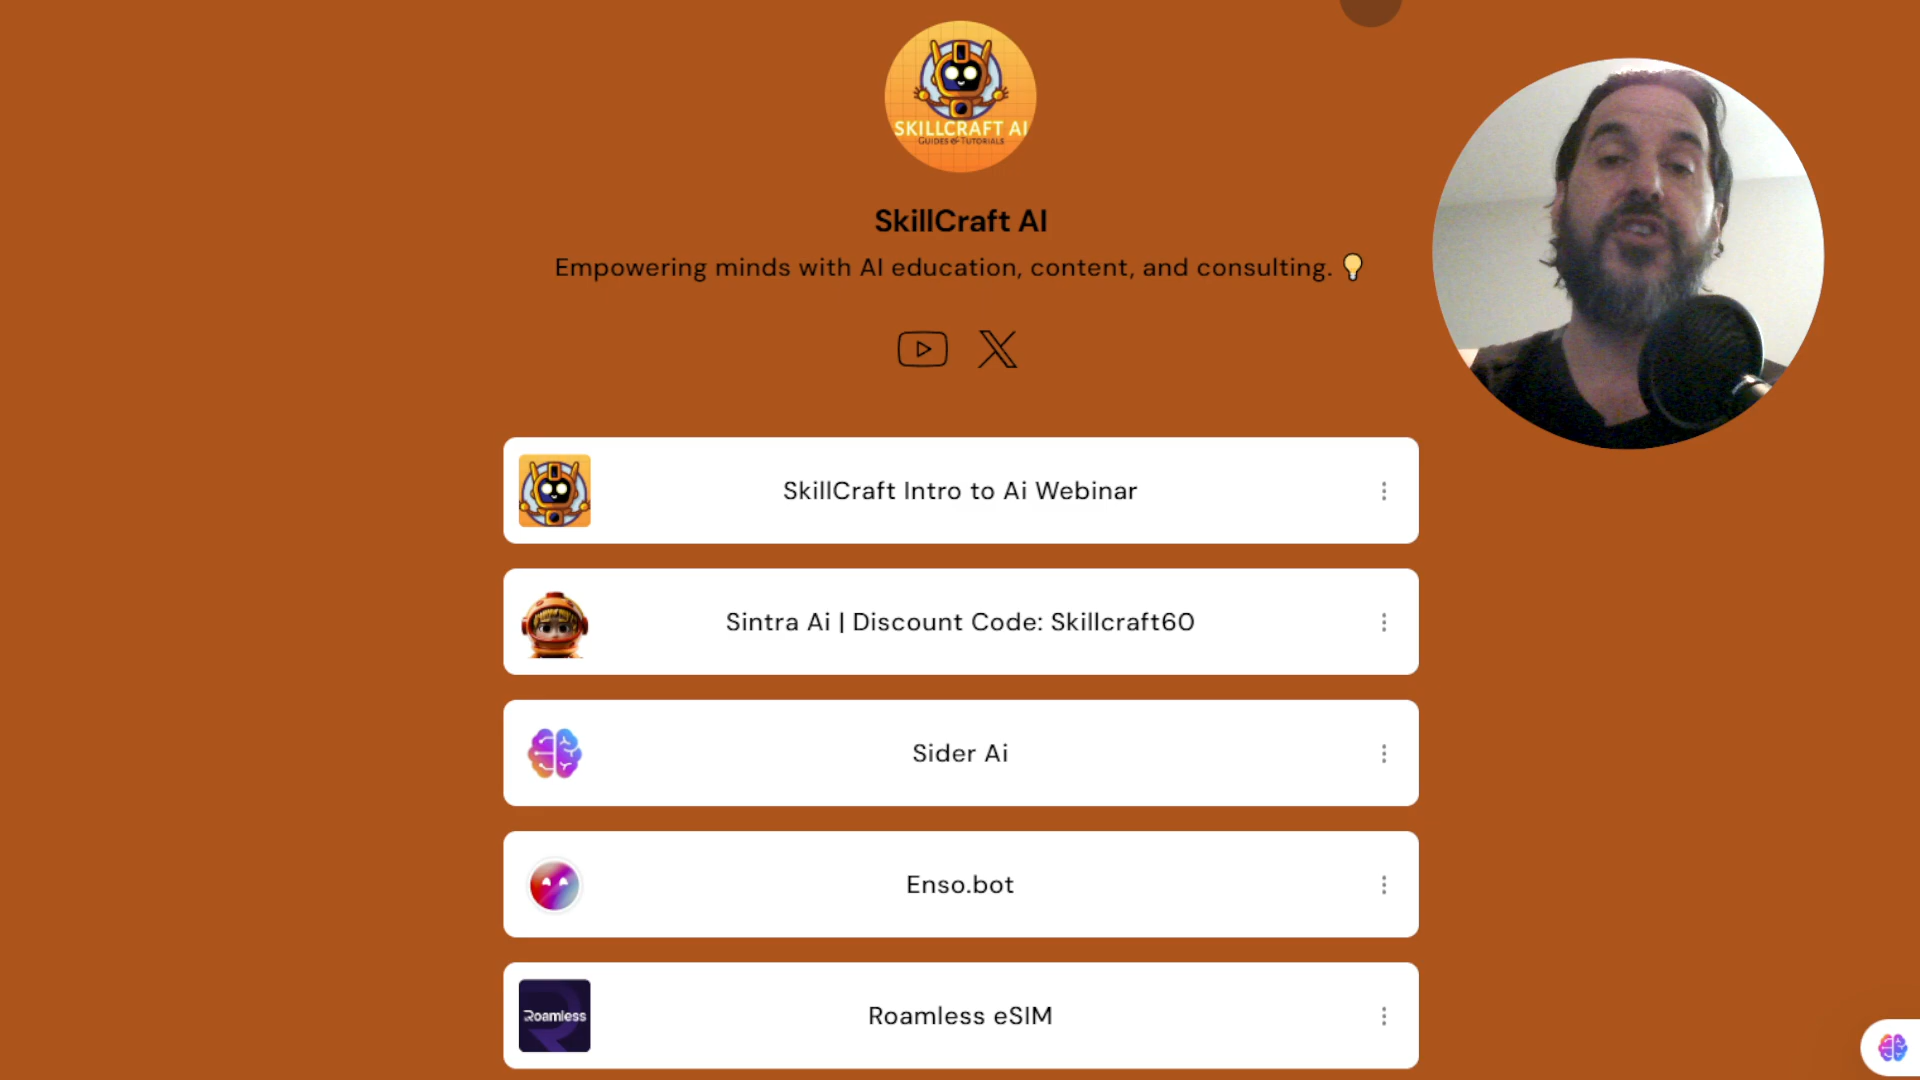 SKILLCRAFT AI
GUIDES & TUTORIALS
SkillCraft AI
Empowering minds with AI education, content, and consulting.
SkillCraft Intro to Ai Webinar
Sintra Ai | Discount Code: Skillcraft60
Sider Ai
Enso.bot
Roamless
Roamless eSIM